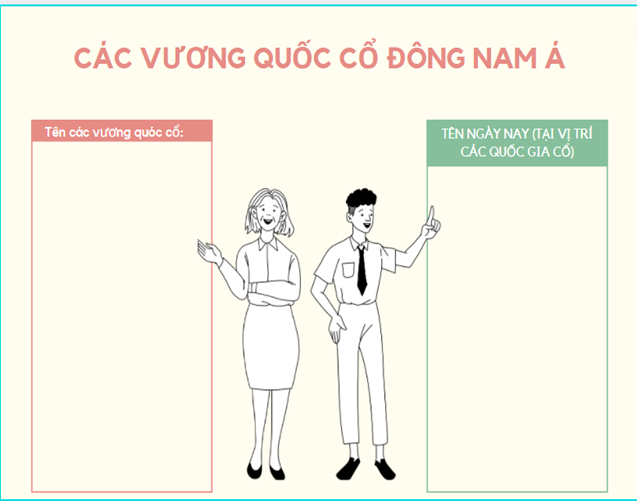 CÁC VƯƠNG QUỐC CỔ ĐÔNG NAM Á
Tên các vương quốc cổ:
TÊN NGÀY NAY (TẠI VỊ TRÍ
CÁC QUỐC GIA CỔ)